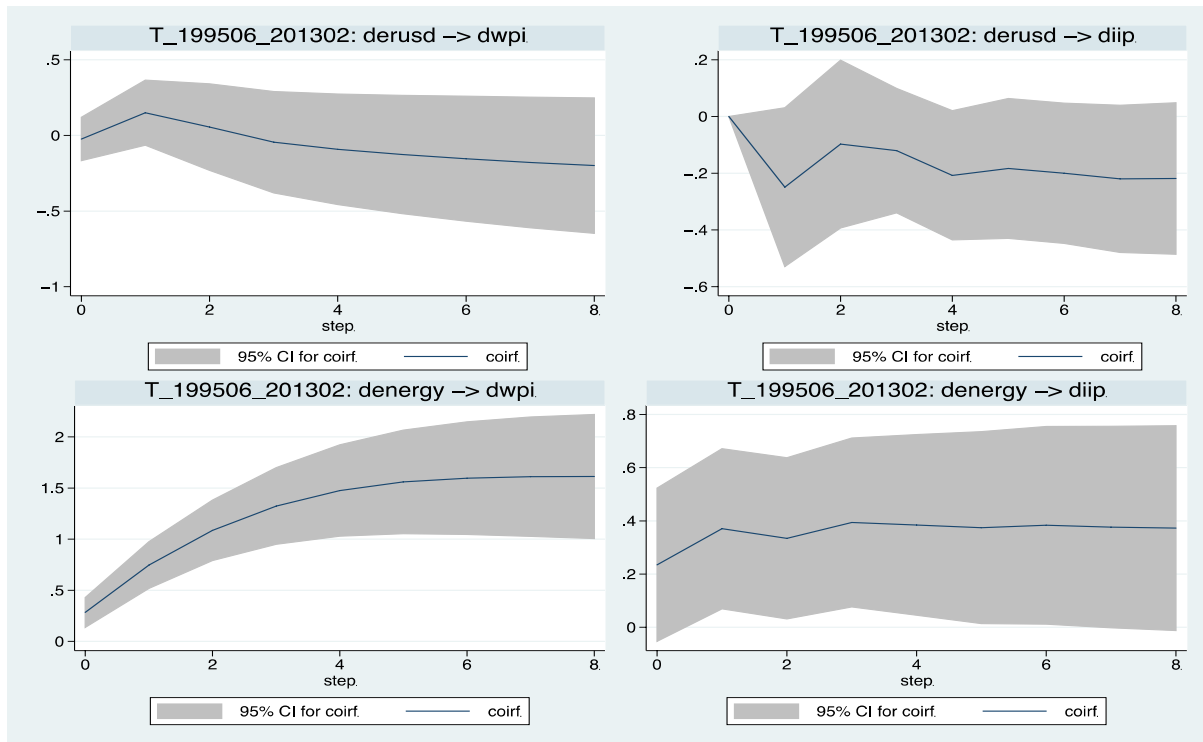 T_199506_201302: derusd –> dwpi.
.5
0
–.5
–1
0 2 4 6 8.
step.
95% CI for coirf. coirf.
T_199506_201302: derusd –> diip.
.2
0
–.2
–.4
–.6
0 2 4 6 8.
step.
95% CI for coirf. coirf.
T_199506_201302: denergy –> dwpi.
2
1.5
1
.5
0
0 2 4 6 8.
step.
95% CI for coirf. coirf.
T_199506_201302: denergy –> diip.
.8
.6
.4
.2
0
0 2 4 6 8.
step.
95% CI for coirf. coirf.